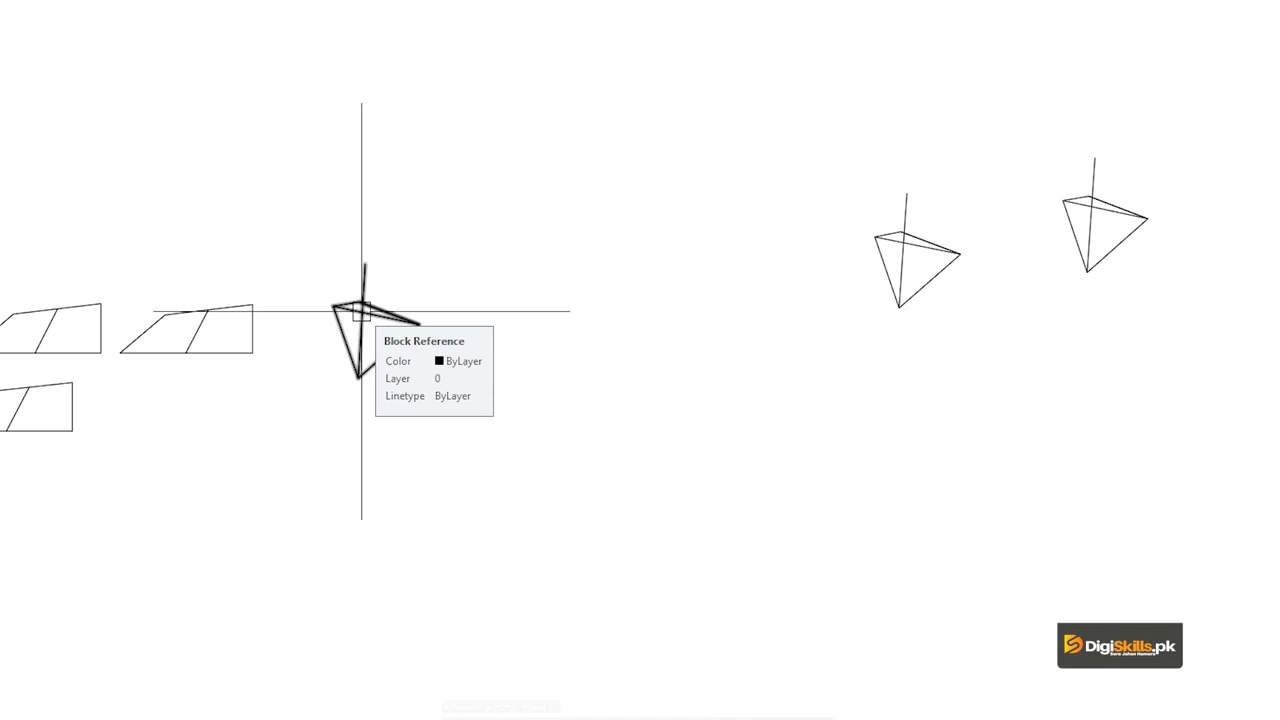 Block Reference
Color ByLayer
Layer 0
Linetype ByLayer
DigiSkills.pk